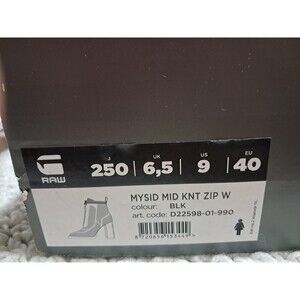 RAW
J 250 UK 6,5 US 9 EU 40
MYSID MID KNT ZIP W
colour: BLK
art. code: D22598-01-990